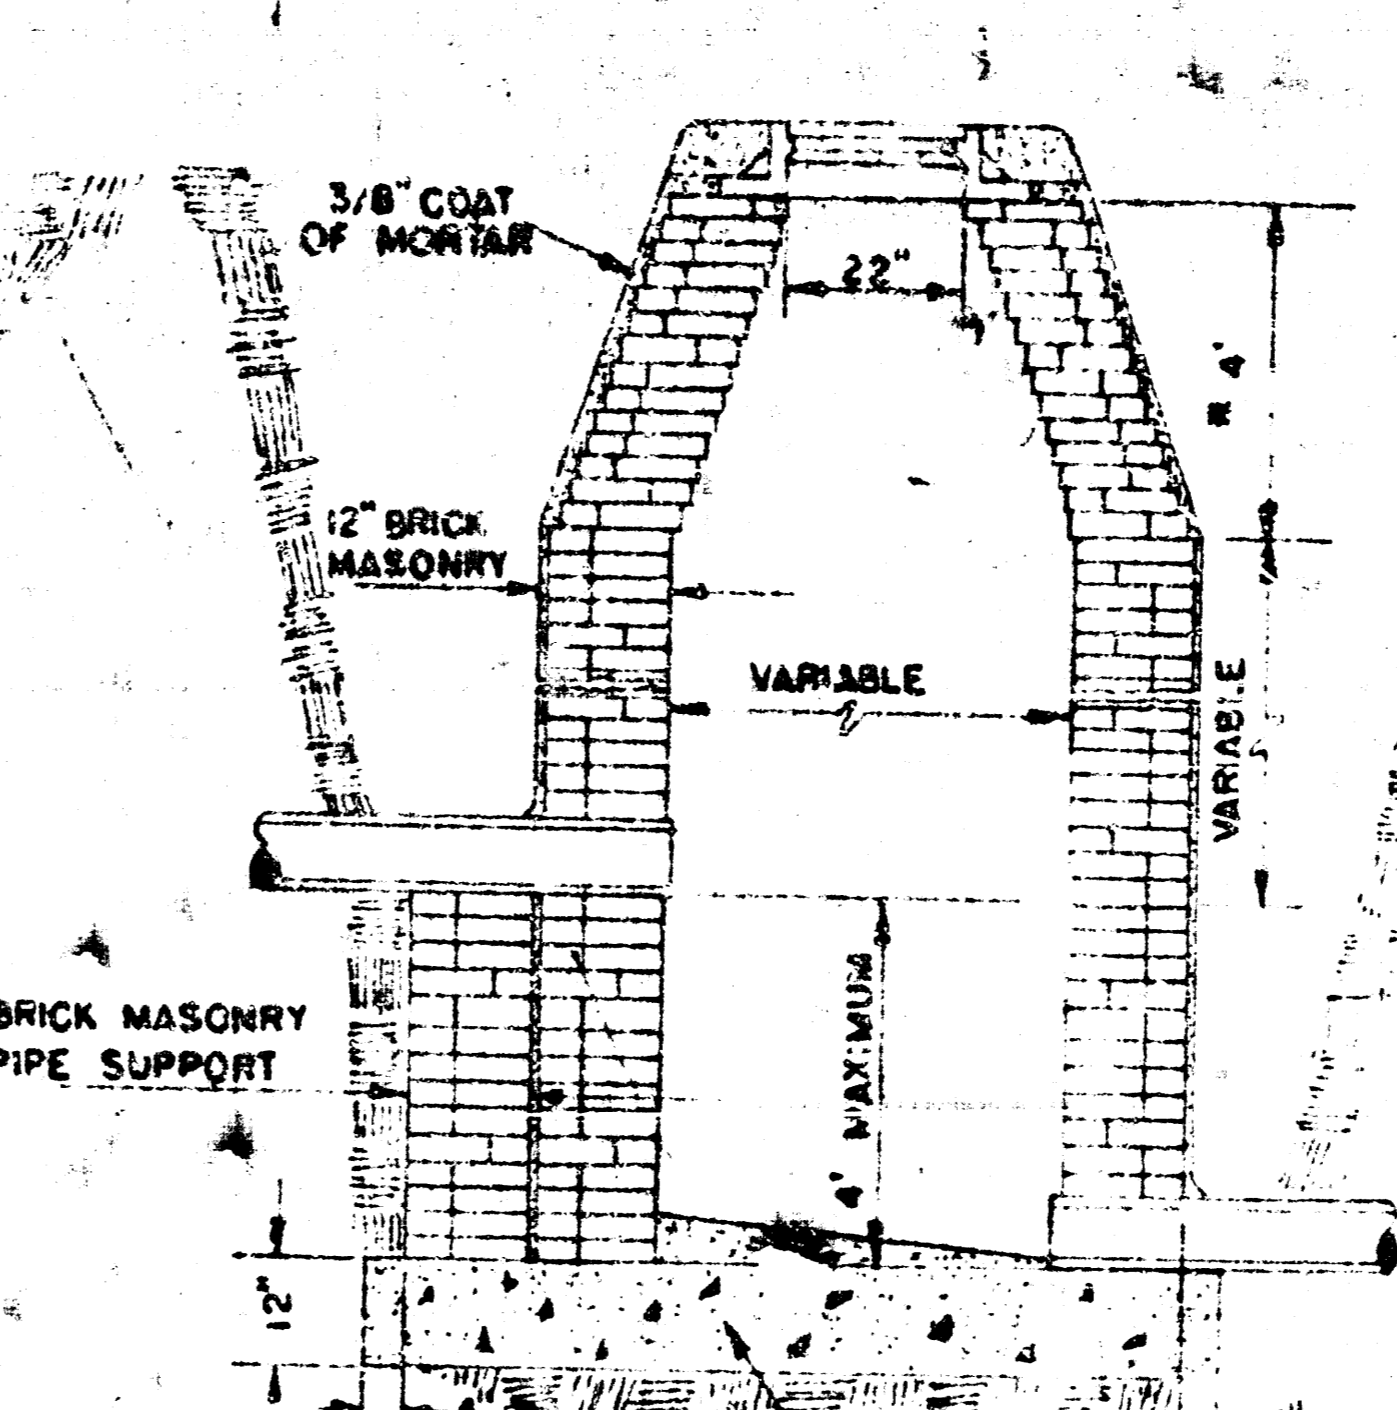 3/8" COAT
OF MORTAR
22"
4'
12" BRICK
MASONRY
VARIABLE
VARIABLE
BRICK MASONRY
PIPE SUPPORT
4' MAXIMUM
12"